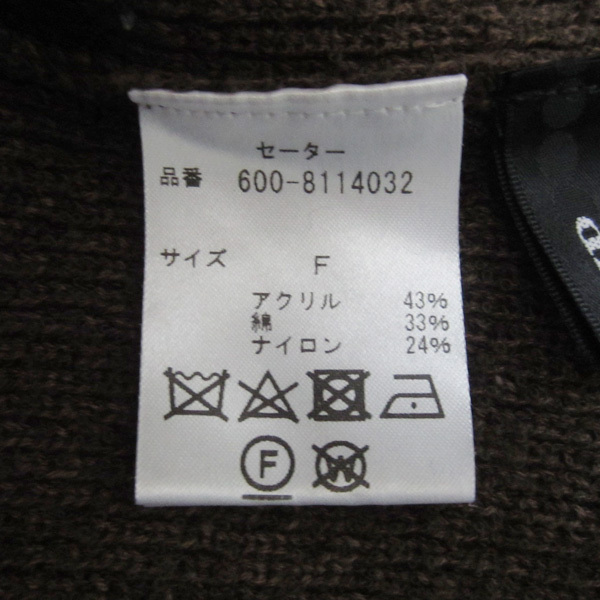 セーター
品番 600-8114032
サイズ F
アクリル 43%
綿 33%
ナイロン 24%
F W